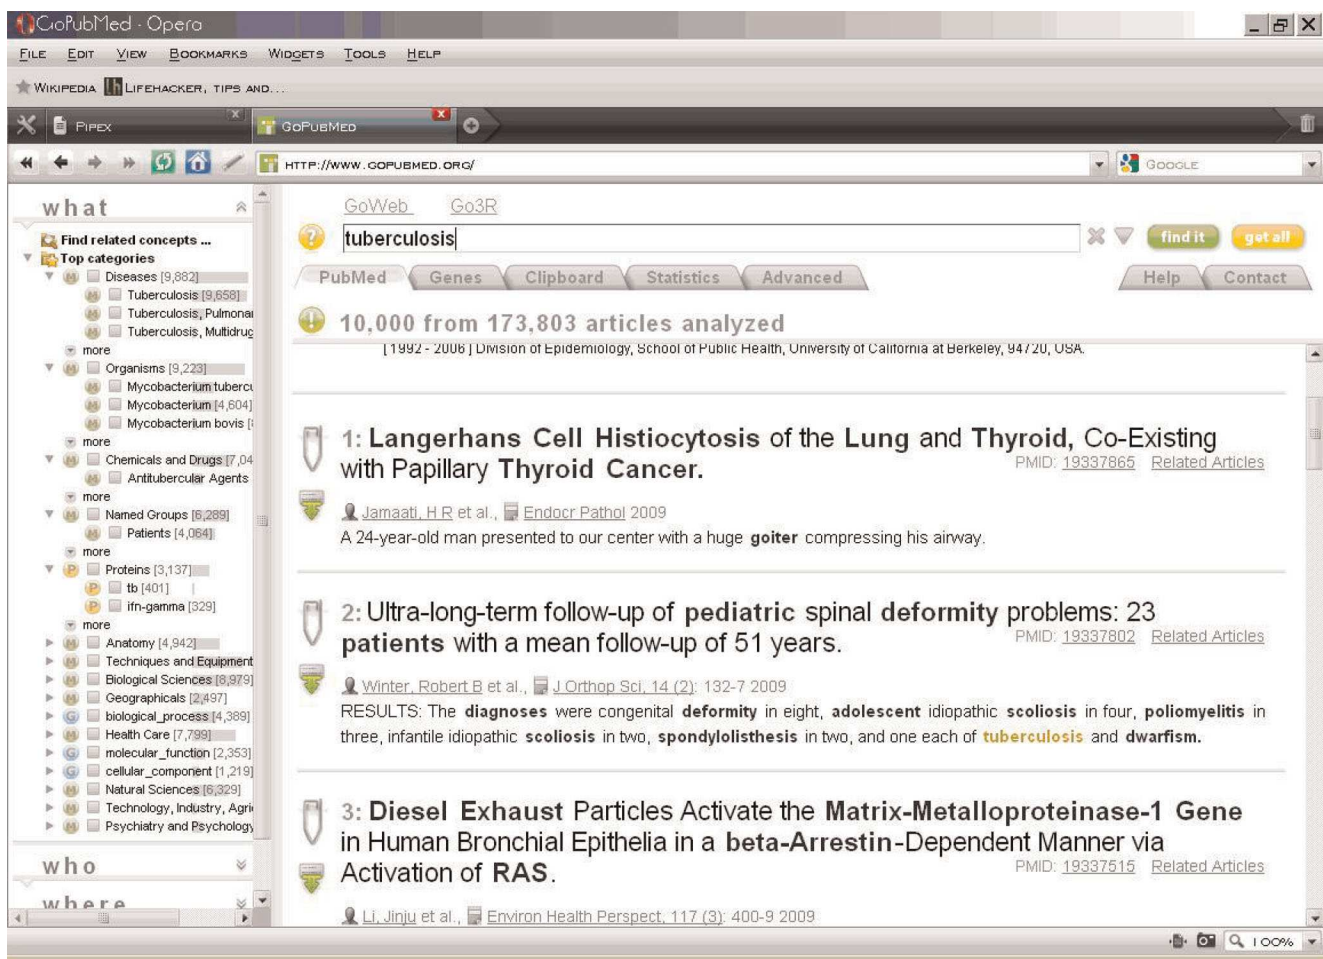 GoPubMed - Opera
File Edit View Bookmarks Widgets Tools Help
Wikipedia Lifehacker, tips and...
Pipex GoPubMed
http://www.gopubmed.org/ Google
what
Find related concepts ...
Top categories
Diseases [9,882]
Tuberculosis [9,658]
Tuberculosis, Pulmonar
Tuberculosis, Multidrug
more
Organisms [9,223]
Mycobacterium tubercu
Mycobacterium [4,604]
Mycobacterium bovis [
more
Chemicals and Drugs [7,04
Antitubercular Agents
more
Named Groups [6,289]
Patients [4,064]
more
Proteins [3,137]
tb [401]
ifn-gamma [329]
more
Anatomy [4,942]
Techniques and Equipment
Biological Sciences [8,979]
Geographicals [2,497]
biological_process [4,389]
Health Care [7,799]
molecular_function [2,353]
cellular_component [1,219]
Natural Sciences [6,329]
Technology, Industry, Agri
Psychiatry and Psychology
who
where
GoWeb Go3R
tuberculosis find it get all
PubMed Genes Clipboard Statistics Advanced Help Contact
10,000 from 173,803 articles analyzed
[ 1992 - 2006 ] Division of Epidemiology, School of Public Health, University of California at Berkeley, 94720, USA.
1: Langerhans Cell Histiocytosis of the Lung and Thyroid, Co-Existing
with Papillary Thyroid Cancer. PMID: 19337865 Related Articles
Jamaati, H R et al., Endocr Pathol 2009
A 24-year-old man presented to our center with a huge goiter compressing his airway.
2: Ultra-long-term follow-up of pediatric spinal deformity problems: 23
patients with a mean follow-up of 51 years. PMID: 19337802 Related Articles
Winter, Robert B et al., J Orthop Sci, 14 (2): 132-7 2009
RESULTS: The diagnoses were congenital deformity in eight, adolescent idiopathic scoliosis in four, poliomyelitis in
three, infantile idiopathic scoliosis in two, spondylolisthesis in two, and one each of tuberculosis and dwarfism.
3: Diesel Exhaust Particles Activate the Matrix-Metalloproteinase-1 Gene
in Human Bronchial Epithelia in a beta-Arrestin-Dependent Manner via
Activation of RAS. PMID: 19337515 Related Articles
Li, Jinju et al., Environ Health Perspect, 117 (3): 400-9 2009
100%